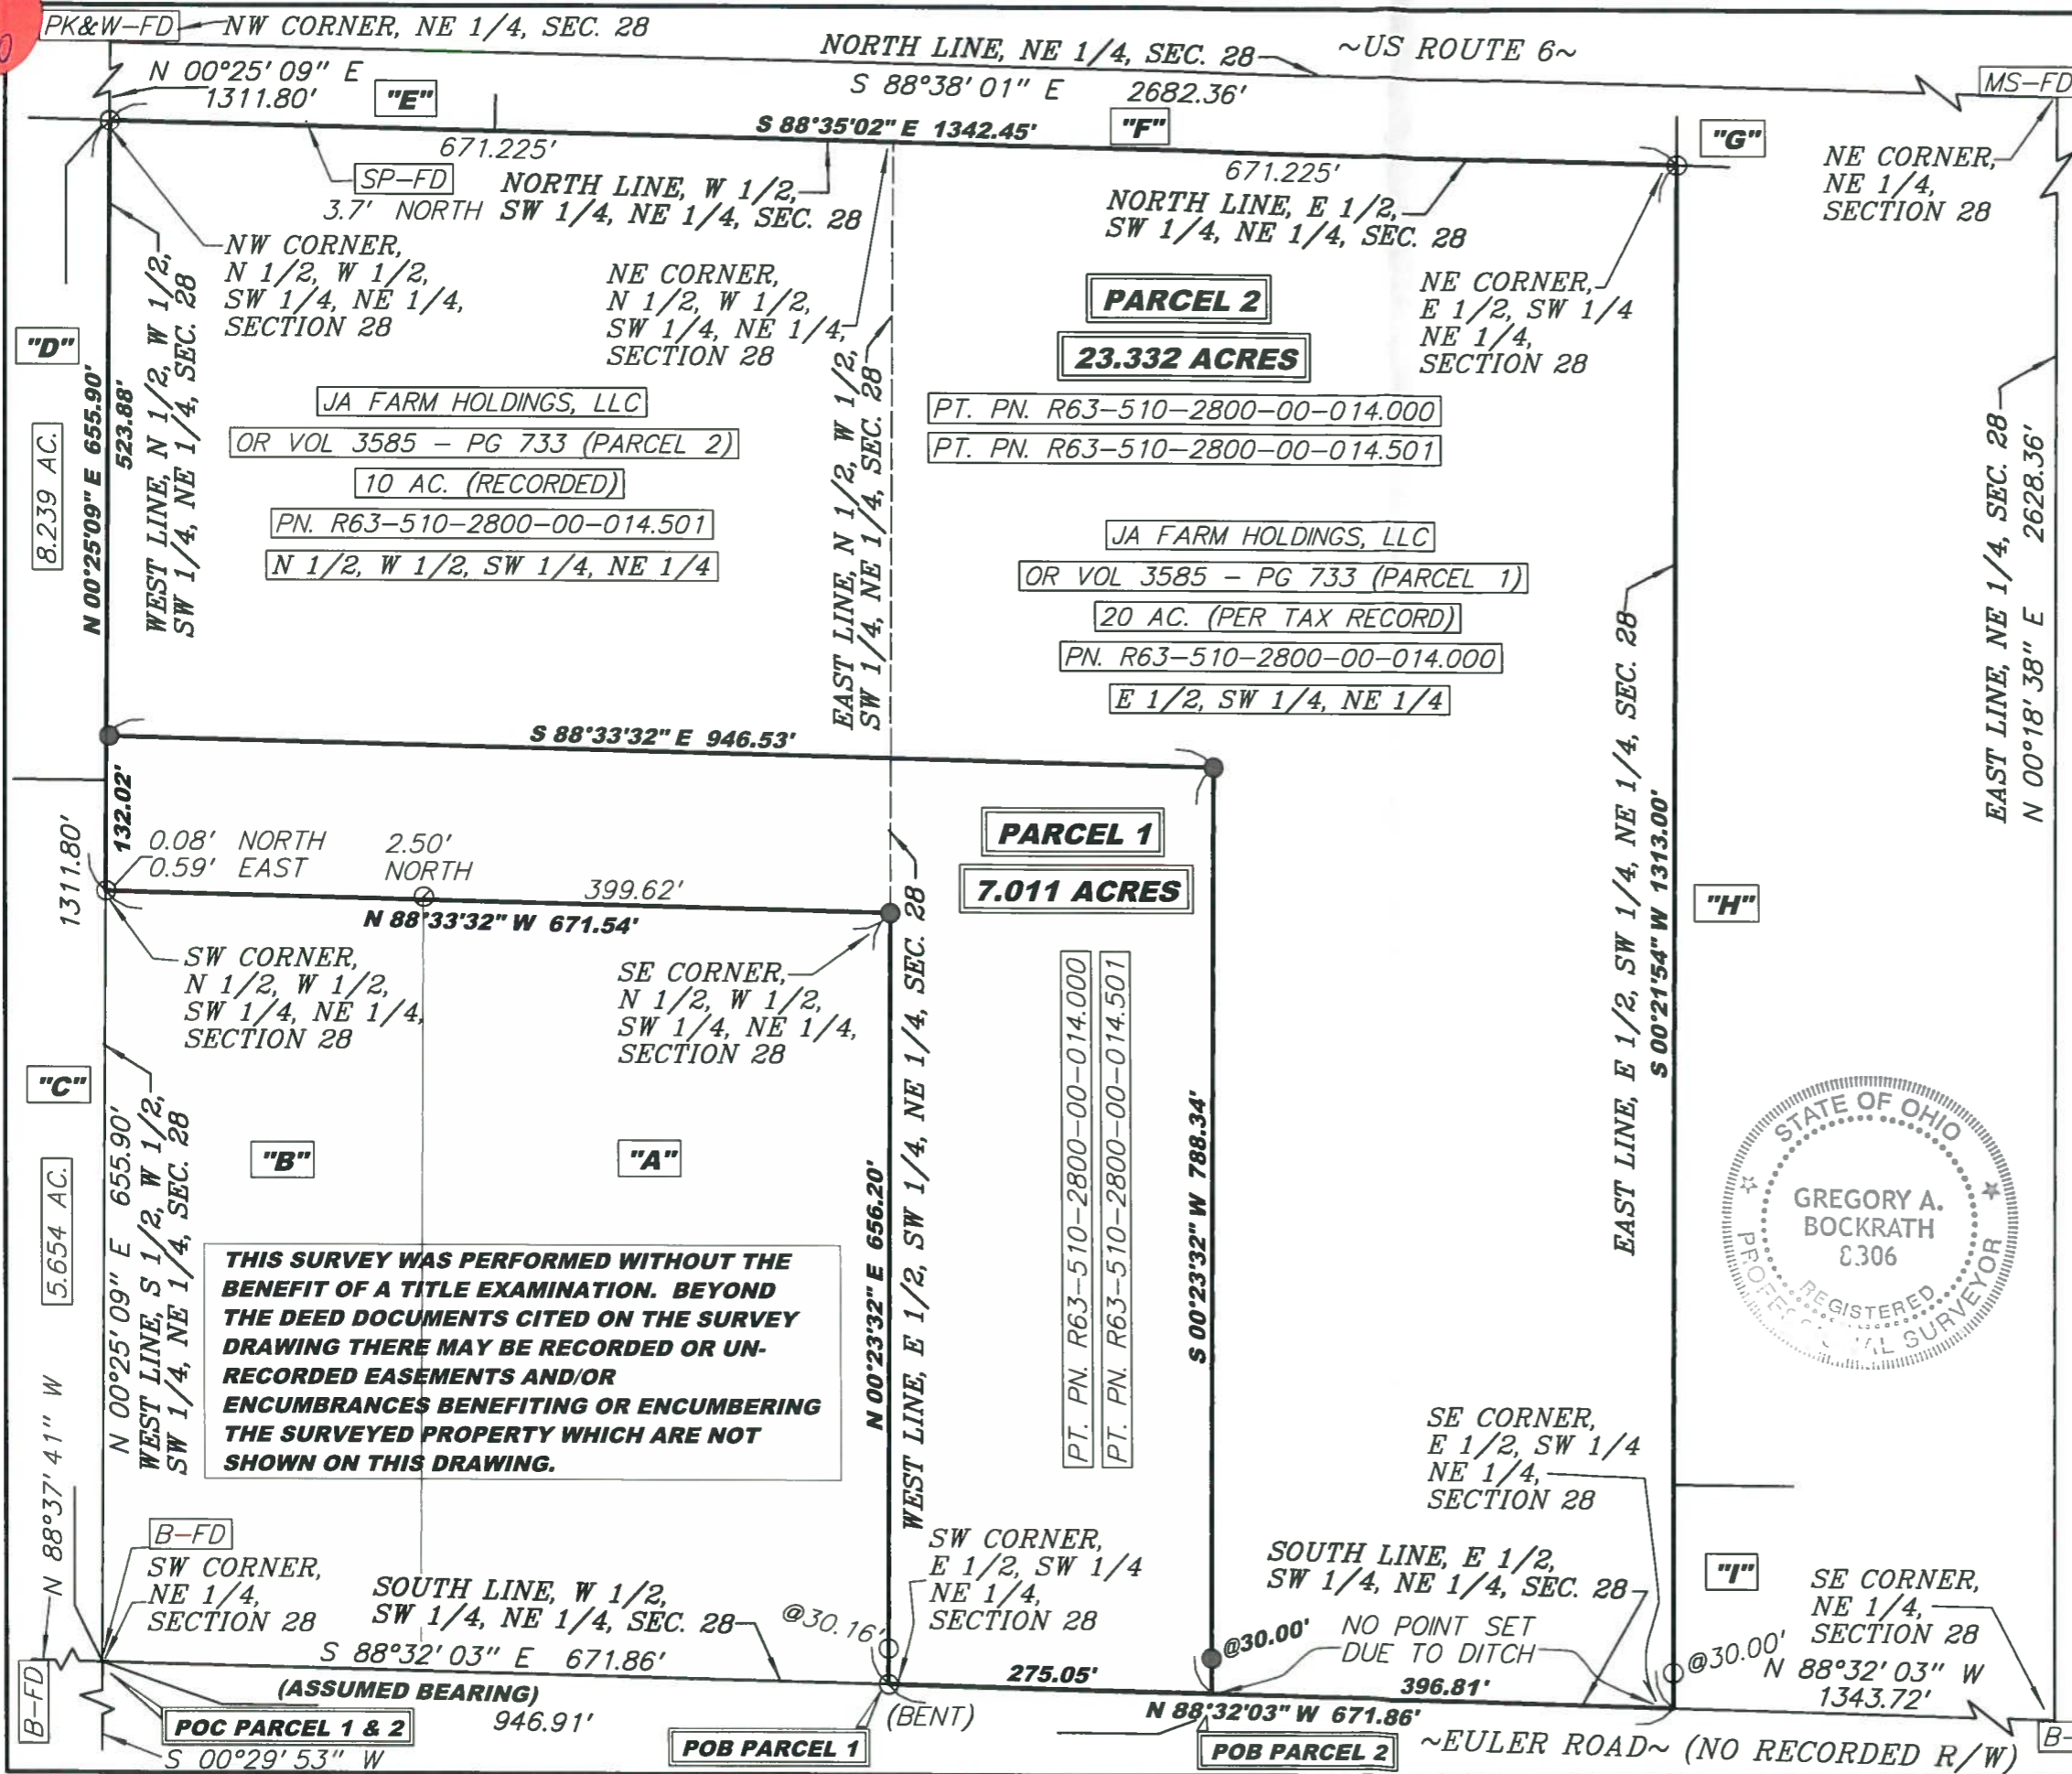 PK&W-FD
NW CORNER, NE 1/4, SEC. 28
NORTH LINE, NE 1/4, SEC. 28
~US ROUTE 6~
S 88°38'01" E 2682.36'
MS-FD
N 00°25'09" E
1311.80'
"E"
S 88°35'02" E 1342.45'
"F"
"G"
671.225'
671.225'
SP-FD
3.7' NORTH
NORTH LINE, W 1/2,
SW 1/4, NE 1/4, SEC. 28
NORTH LINE, E 1/2,
SW 1/4, NE 1/4, SEC. 28
NE CORNER,
NE 1/4,
SECTION 28
NW CORNER,
N 1/2, W 1/2,
SW 1/4, NE 1/4,
SECTION 28
NE CORNER,
N 1/2, W 1/2,
SW 1/4, NE 1/4,
SECTION 28
PARCEL 2
23.332 ACRES
NE CORNER,
E 1/2, SW 1/4
NE 1/4,
SECTION 28
"D"
8.239 AC.
N 00°25'09" E 655.90'
523.88'
WEST LINE, N 1/2, W 1/2,
SW 1/4, NE 1/4, SEC. 28
JA FARM HOLDINGS, LLC
OR VOL 3585 - PG 733 (PARCEL 2)
10 AC. (RECORDED)
PN. R63-510-2800-00-014.501
N 1/2, W 1/2, SW 1/4, NE 1/4
EAST LINE, N 1/2, W 1/2,
SW 1/4, NE 1/4, SEC. 28
PT. PN. R63-510-2800-00-014.000
PT. PN. R63-510-2800-00-014.501
JA FARM HOLDINGS, LLC
OR VOL 3585 - PG 733 (PARCEL 1)
20 AC. (PER TAX RECORD)
PN. R63-510-2800-00-014.000
E 1/2, SW 1/4, NE 1/4
EAST LINE, E 1/2, SW 1/4, NE 1/4, SEC. 28
S 00°21'54" W 1313.00'
EAST LINE, NE 1/4, SEC. 28
N 00°18'38" E 2628.36'
S 88°33'32" E 946.53'
132.02'
1311.80'
0.08' NORTH
0.59' EAST
2.50'
NORTH
399.62'
N 88°33'32" W 671.54'
PARCEL 1
7.011 ACRES
"H"
SW CORNER,
N 1/2, W 1/2,
SW 1/4, NE 1/4,
SECTION 28
SE CORNER,
N 1/2, W 1/2,
SW 1/4, NE 1/4,
SECTION 28
WEST LINE, E 1/2, SW 1/4, NE 1/4, SEC. 28
N 00°23'32" E 656.20'
PT. PN. R63-510-2800-00-014.000
PT. PN. R63-510-2800-00-014.501
S 00°23'32" W 788.34'
"C"
5.654 AC.
N 00°25'09" E 655.90'
WEST LINE, S 1/2, W 1/2,
SW 1/4, NE 1/4, SEC. 28
"B"
"A"
THIS SURVEY WAS PERFORMED WITHOUT THE
BENEFIT OF A TITLE EXAMINATION. BEYOND
THE DEED DOCUMENTS CITED ON THE SURVEY
DRAWING THERE MAY BE RECORDED OR UN-
RECORDED EASEMENTS AND/OR
ENCUMBRANCES BENEFITING OR ENCUMBERING
THE SURVEYED PROPERTY WHICH ARE NOT
SHOWN ON THIS DRAWING.
STATE OF OHIO
GREGORY A.
BOCKRATH
8306
REGISTERED
SURVEYOR
SE CORNER,
E 1/2, SW 1/4
NE 1/4,
SECTION 28
N 88°37'41" W
B-FD
B-FD
SW CORNER,
NE 1/4,
SECTION 28
SOUTH LINE, W 1/2,
SW 1/4, NE 1/4, SEC. 28
@30.16'
SW CORNER,
E 1/2, SW 1/4
NE 1/4,
SECTION 28
SOUTH LINE, E 1/2,
SW 1/4, NE 1/4, SEC. 28
@30.00'
NO POINT SET
DUE TO DITCH
"I"
SE CORNER,
NE 1/4,
SECTION 28
@30.00'
N 88°32'03" W
1343.72'
S 88°32'03" E 671.86'
(ASSUMED BEARING)
946.91'
275.05'
396.81'
(BENT)
N 88°32'03" W 671.86'
POC PARCEL 1 & 2
S 00°29'53" W
POB PARCEL 1
POB PARCEL 2
~EULER ROAD~ (NO RECORDED R/W)